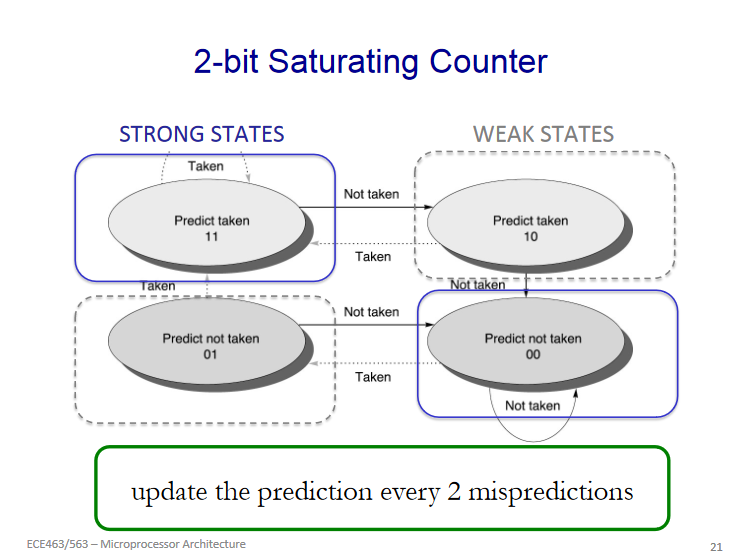 2-bit Saturating Counter
STRONG STATES
WEAK STATES
Taken
Not taken
Predict taken
11
Predict taken
10
Taken
Taken
Not taken
Not taken
Predict not taken
01
Predict not taken
00
Taken
Not taken
update the prediction every 2 mispredictions
ECE463/563 – Microprocessor Architecture
21